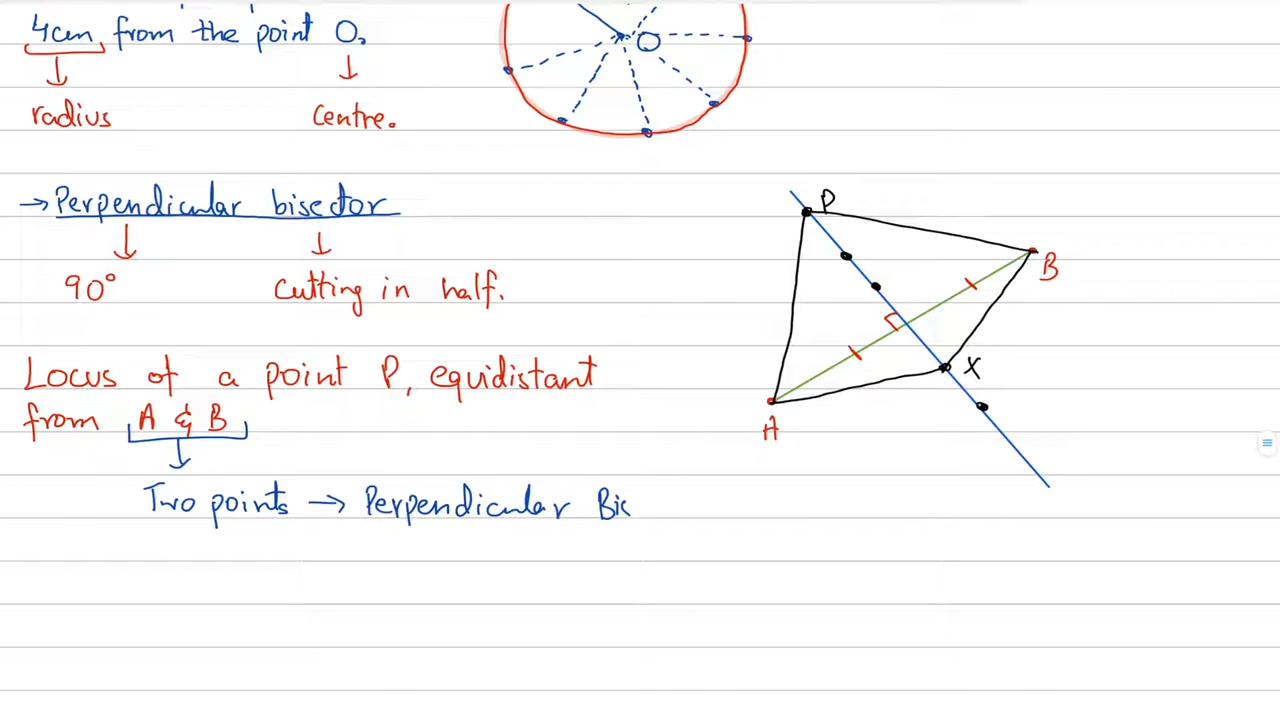 4cm, from the point O.
radius centre.
O
→ Perpendicular bisector
90° Cutting in half.
Locus of a point P, equidistant
from A & B
Two points → Perpendicular Bis
P
B
X
A